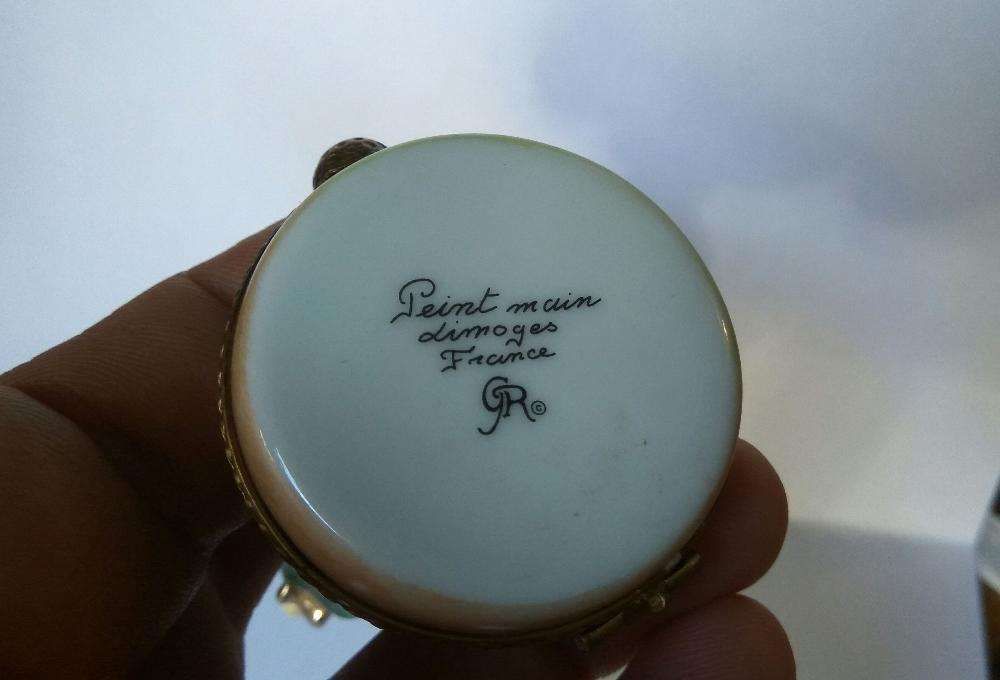 Peint main
Limoges
France
GR©